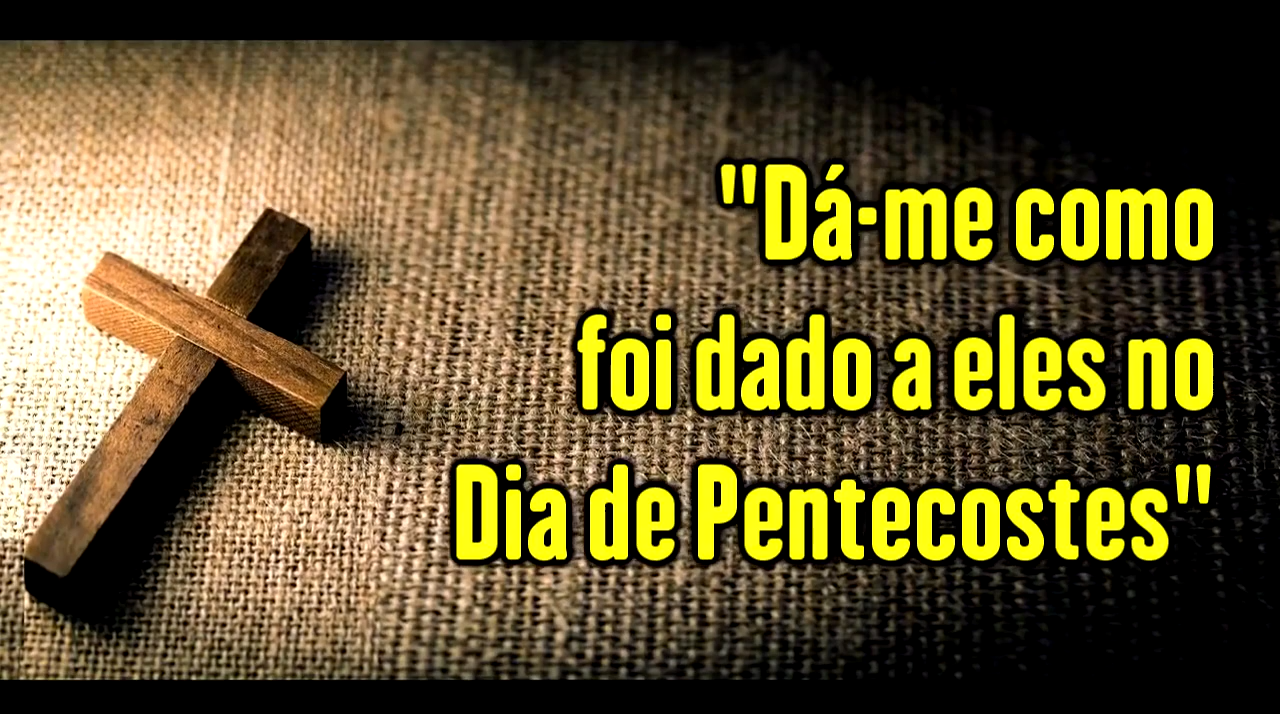 "Dá-me como
foi dado a eles no
Dia de Pentecostes"